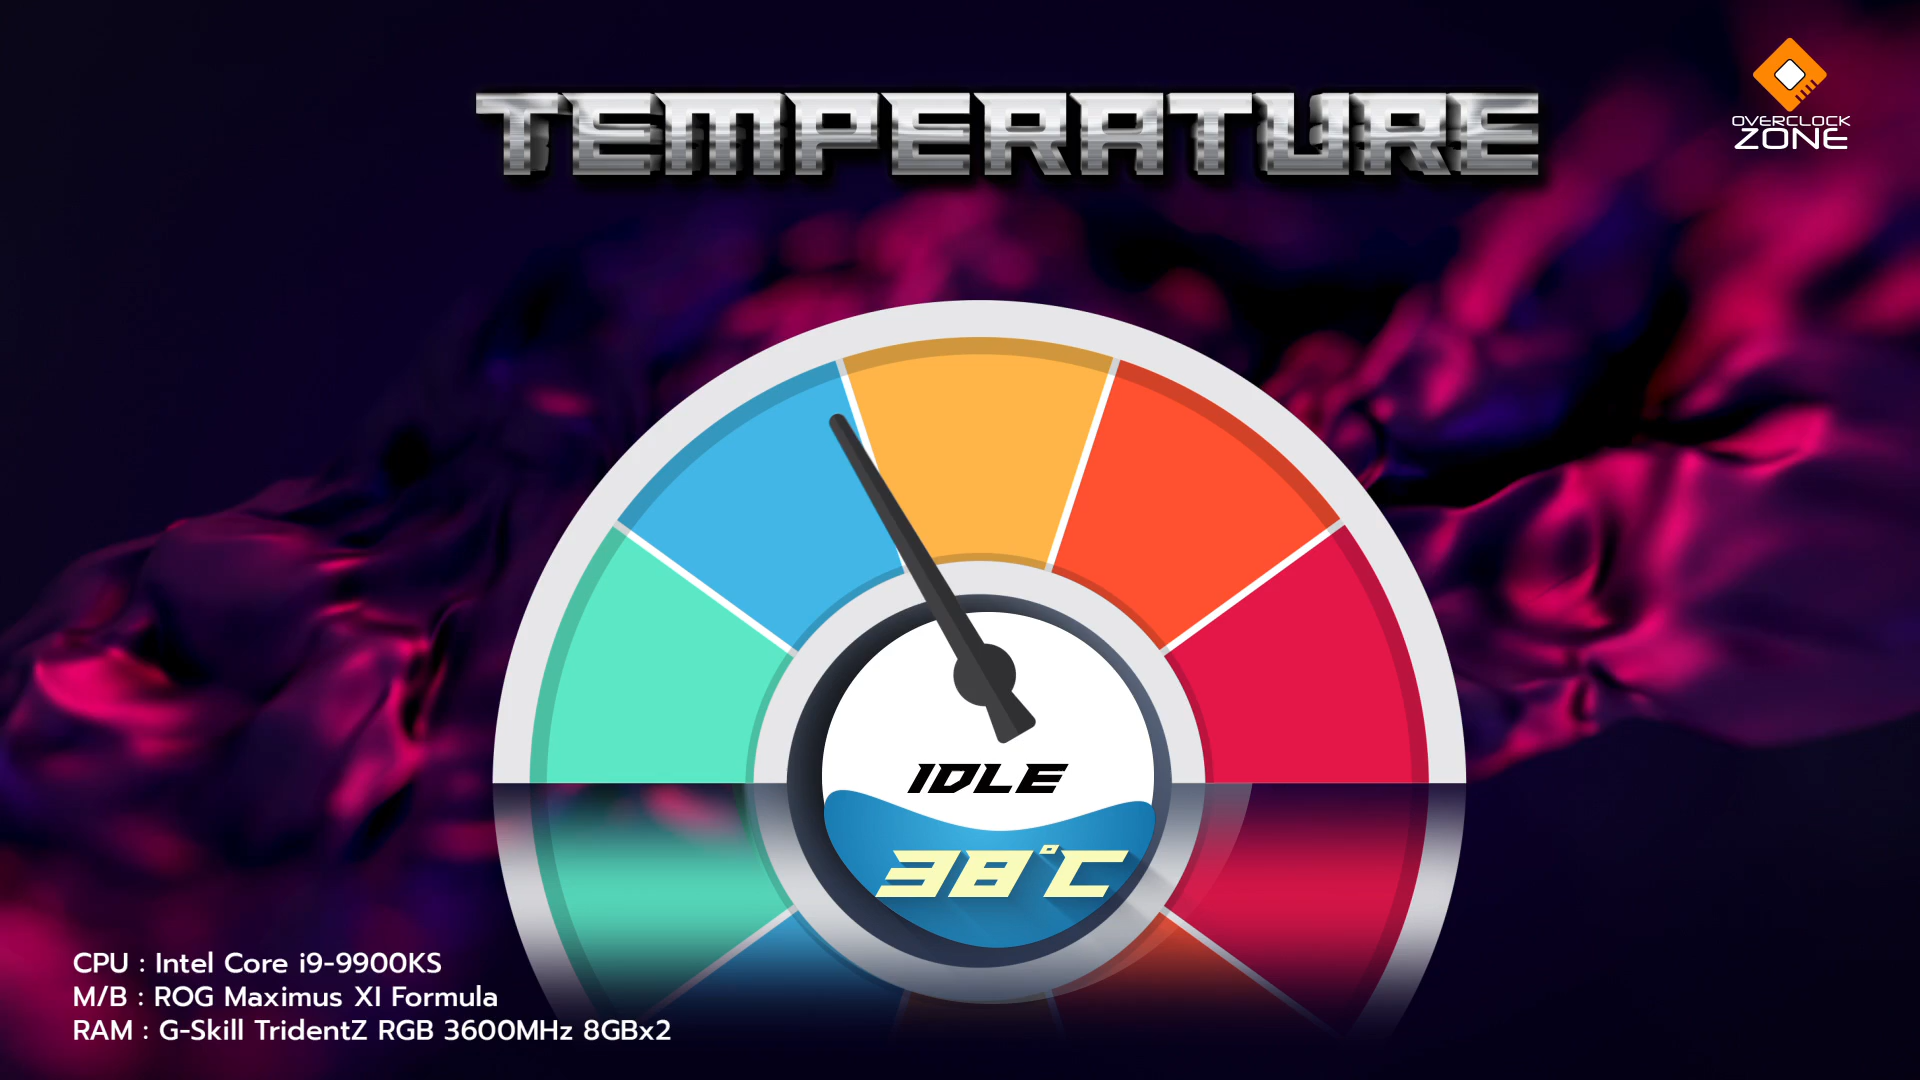 TEMPERATURE
OVERCLOCK
ZONE
IDLE
38°C
CPU : Intel Core i9-9900KS
M/B : ROG Maximus XI Formula
RAM : G-Skill TridentZ RGB 3600MHz 8GBx2